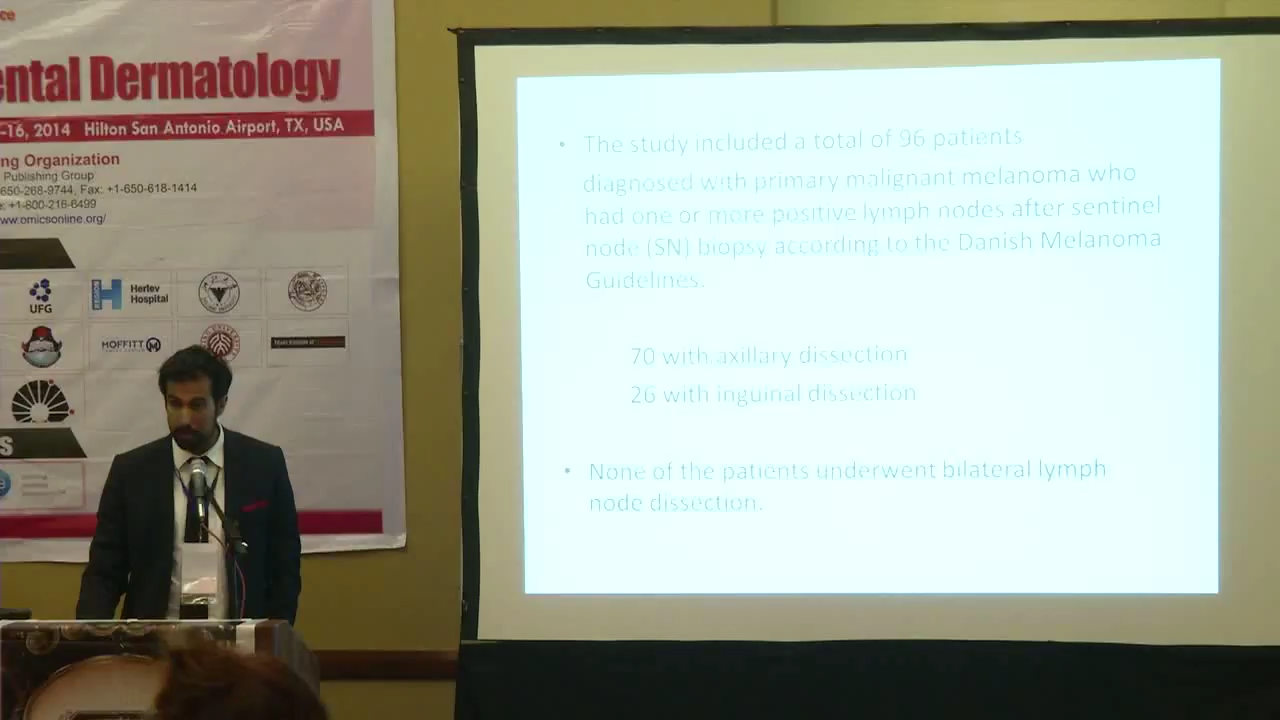 ce
ental Dermatology
-16, 2014 Hilton San Antonio Airport, TX, USA
ng Organization
Publishing Group
650-268-9744, Fax: +1-650-618-1414
: +1-800-216-6499
www.omicsonline.org/
UFG
REGION
H
Herlev
Hospital
MOFFITT
M
S
• The study included a total of 96 patients
diagnosed with primary malignant melanoma who
had one or more positive lymph nodes after sentinel
node (SN) biopsy according to the Danish Melanoma
Guidelines.
70 with axillary dissection
26 with inguinal dissection
• None of the patients underwent bilateral lymph
node dissection.